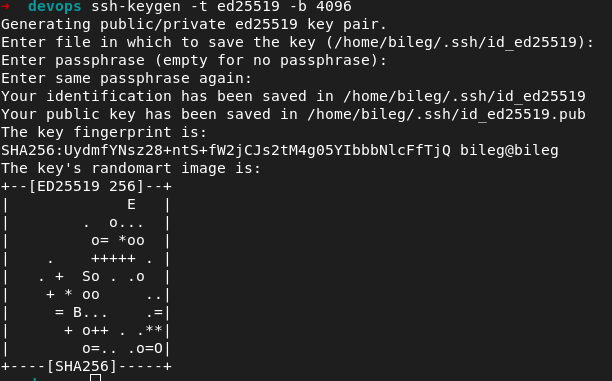 ➜  devops ssh-keygen -t ed25519 -b 4096
Generating public/private ed25519 key pair.
Enter file in which to save the key (/home/bileg/.ssh/id_ed25519):
Enter passphrase (empty for no passphrase):
Enter same passphrase again:
Your identification has been saved in /home/bileg/.ssh/id_ed25519
Your public key has been saved in /home/bileg/.ssh/id_ed25519.pub
The key fingerprint is:
SHA256:UydmfYNsz28+ntS+fW2jCJs2tM4g05YIbbbNlcFfTjQ bileg@bileg
The key's randomart image is:
+--[ED25519 256]--+
|              E   |
|         .  o...  |
|          o= *oo  |
|    .    +++++ . |
|   . +  So . .o  |
|    + * oo     ..|
|     = B...    .=|
|      + o++ . .**|
|        o=.. .o=O|
+----[SHA256]-----+